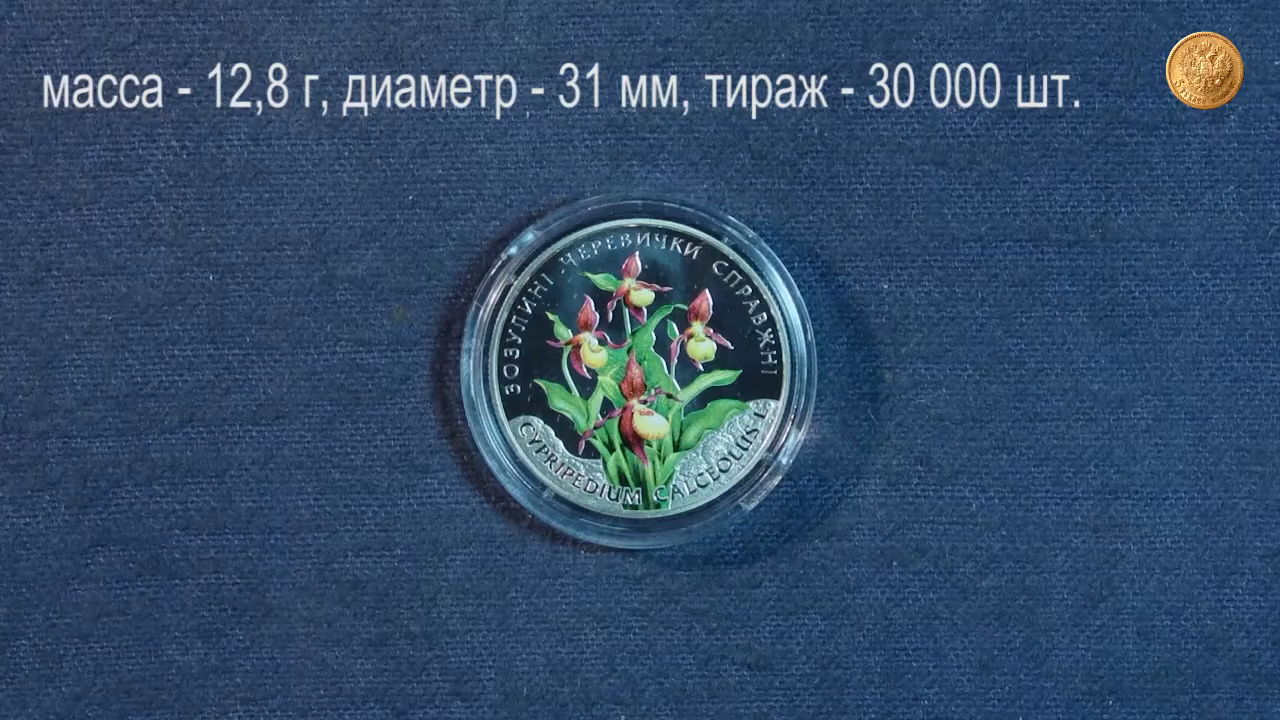 масса - 12,8 г, диаметр - 31 мм, тираж - 30 000 шт.
ЗОЗУЛИНІ ЧЕРЕВИЧКИ СПРАВЖНІ
CYPRIPEDIUM CALCEOLUS L.